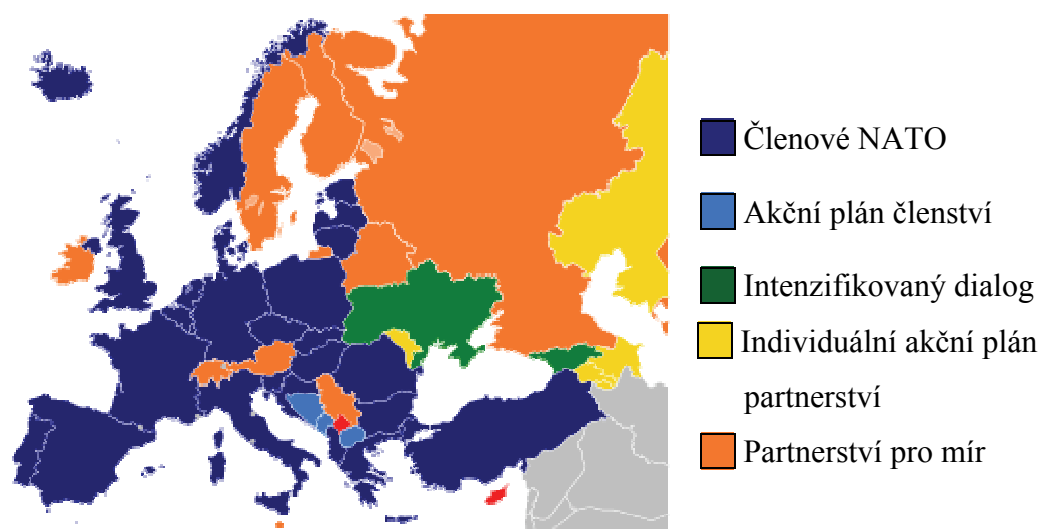 Členové NATO
Akční plán členství
Intenzifikovaný dialog
Individuální akční plán
partnerství
Partnerství pro mír